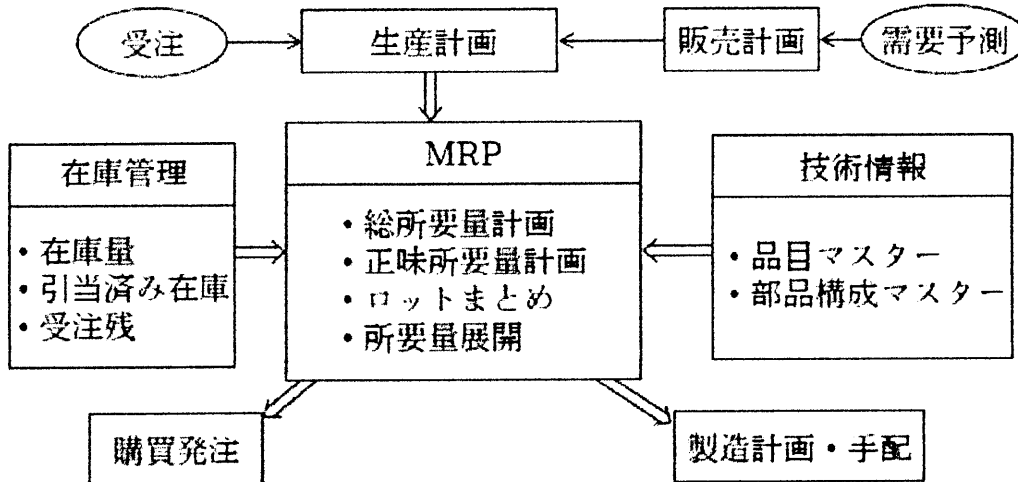 受注
生産計画
販売計画
需要予測
在庫管理
・在庫量
・引当済み在庫
・受注残
MRP
・総所要量計画
・正味所要量計画
・ロットまとめ
・所要量展開
技術情報
・品目マスター
・部品構成マスター
購買発注
製造計画・手配